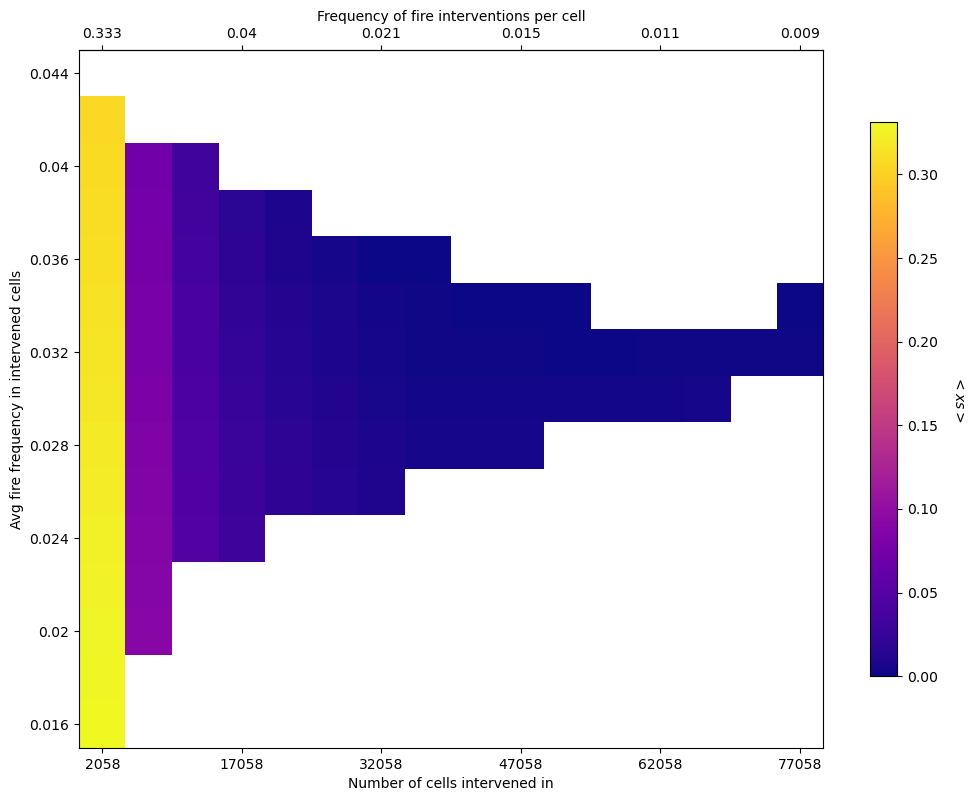 Frequency of fire interventions per cell
0.333 0.04 0.021 0.015 0.011 0.009
Avg fire frequency in intervened cells
0.044
0.04
0.036
0.032
0.028
0.024
0.02
0.016
2058 17058 32058 47058 62058 77058
Number of cells intervened in
0.30
0.25
0.20
0.15
0.10
0.05
0.00
< sx >